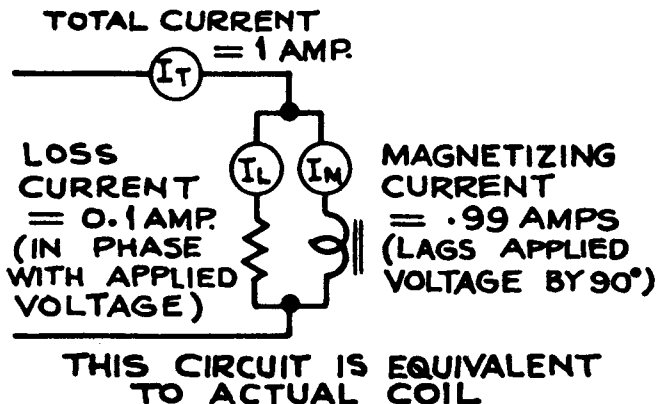 TOTAL CURRENT
= 1 AMP.
IT
LOSS
CURRENT
= 0.1 AMP.
(IN PHASE
WITH APPLIED
VOLTAGE)
IL
IM
MAGNETIZING
CURRENT
= .99 AMPS
(LAGS APPLIED
VOLTAGE BY 90°)
THIS CIRCUIT IS EQUIVALENT
TO ACTUAL COIL